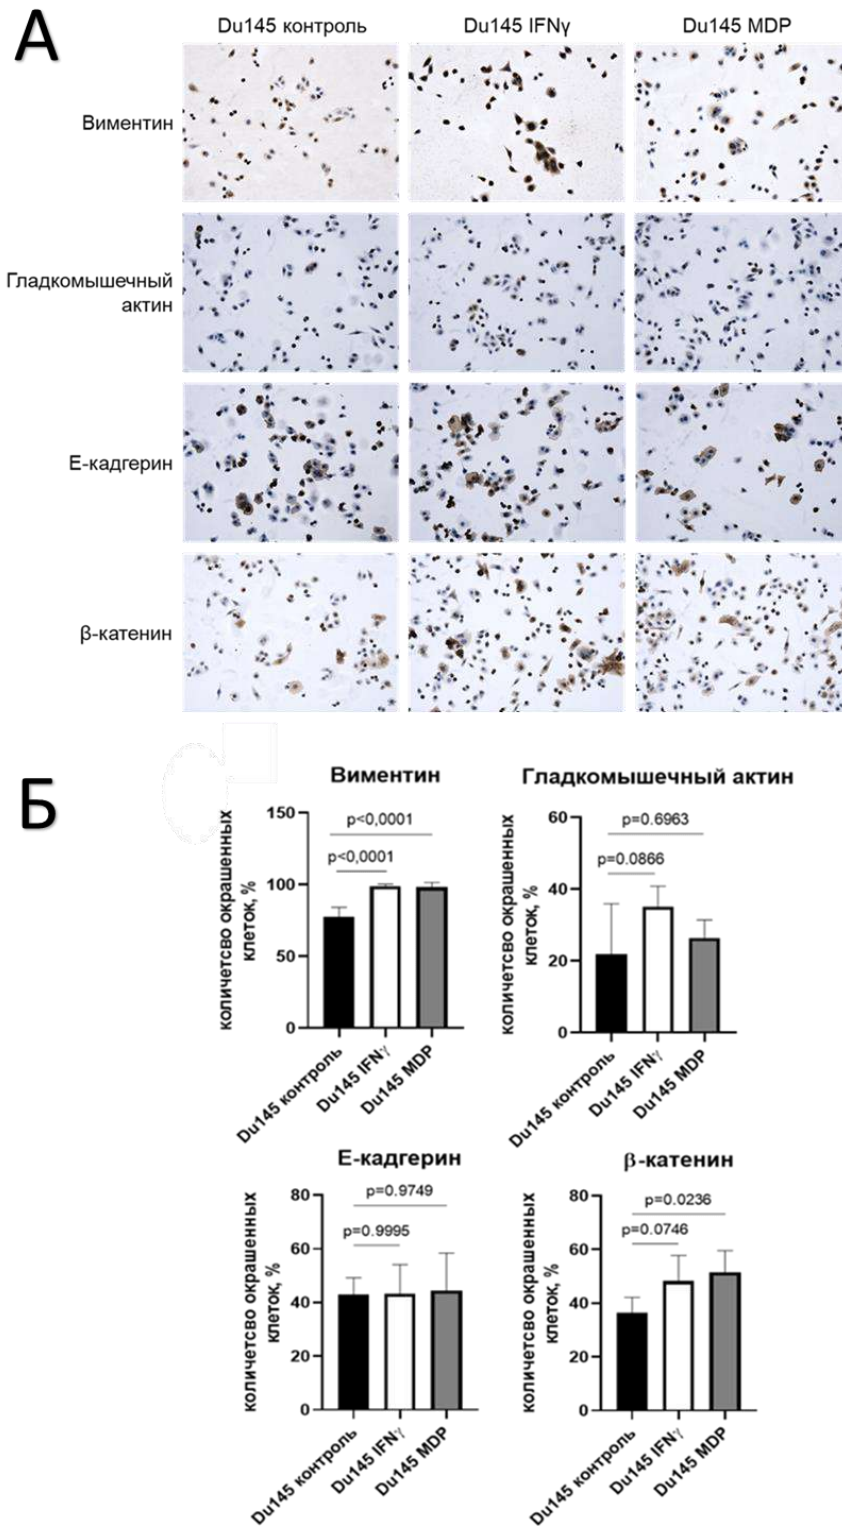 А
Du145 контроль Du145 IFNγ Du145 MDP
Виментин
Гладкомышечный
актин
Е-кадгерин
β-катенин
Б
Виментин
количетсво окрашенных
клеток, %
150
100
50
0
p<0,0001
p<0,0001
Du145 контроль
Du145 IFNγ
Du145 MDP
Гладкомышечный актин
количетсво окрашенных
клеток, %
60
40
20
0
p=0.6963
p=0.0866
Du145 контроль
Du145 IFNγ
Du145 MDP
Е-кадгерин
количетсво окрашенных
клеток, %
80
60
40
20
0
p=0.9749
p=0.9995
Du145 контроль
Du145 IFNγ
Du145 MDP
β-катенин
количетсво окрашенных
клеток, %
80
60
40
20
0
p=0.0236
p=0.0746
Du145 контроль
Du145 IFNγ
Du145 MDP